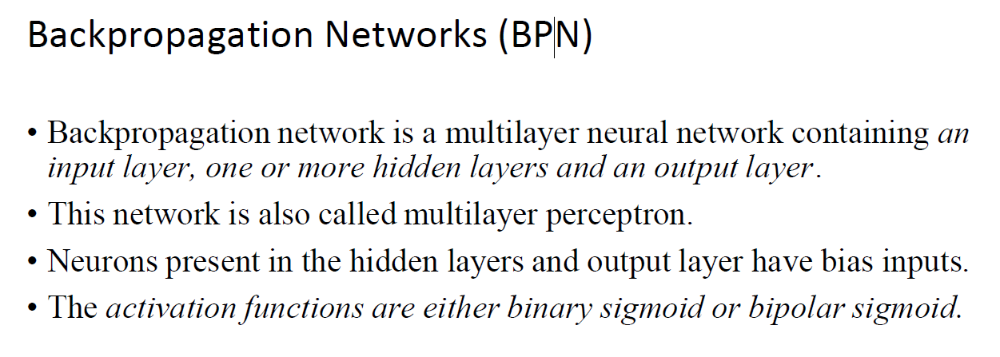 Backpropagation Networks (BPN)
• Backpropagation network is a multilayer neural network containing an
input layer, one or more hidden layers and an output layer.
• This network is also called multilayer perceptron.
• Neurons present in the hidden layers and output layer have bias inputs.
• The activation functions are either binary sigmoid or bipolar sigmoid.